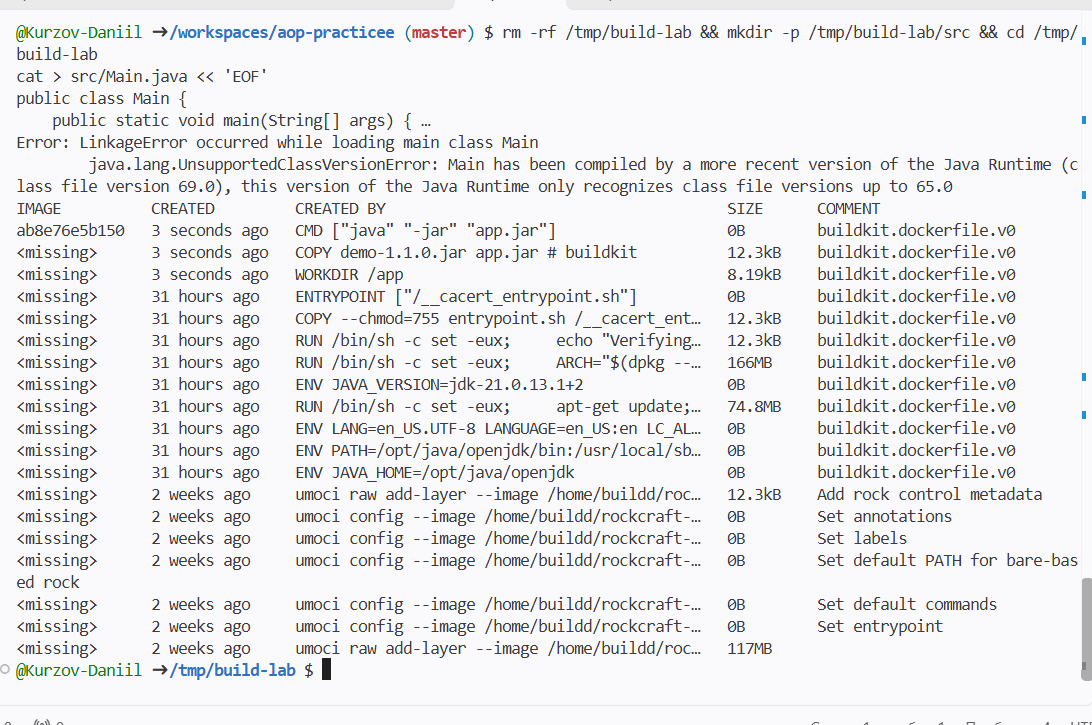 @Kurzov-Daniil ➜/workspaces/aop-practicee (master) $ rm -rf /tmp/build-lab && mkdir -p /tmp/build-lab/src && cd /tmp/
build-lab
cat > src/Main.java << 'EOF'
public class Main {
    public static void main(String[] args) { …
Error: LinkageError occurred while loading main class Main
        java.lang.UnsupportedClassVersionError: Main has been compiled by a more recent version of the Java Runtime (c
lass file version 69.0), this version of the Java Runtime only recognizes class file versions up to 65.0
IMAGE          CREATED         CREATED BY                                      SIZE      COMMENT
ab8e76e5b150   3 seconds ago   CMD ["java" "-jar" "app.jar"]                   0B        buildkit.dockerfile.v0
<missing>      3 seconds ago   COPY demo-1.1.0.jar app.jar # buildkit          12.3kB    buildkit.dockerfile.v0
<missing>      3 seconds ago   WORKDIR /app                                    8.19kB    buildkit.dockerfile.v0
<missing>      31 hours ago    ENTRYPOINT ["/__cacert_entrypoint.sh"]          0B        buildkit.dockerfile.v0
<missing>      31 hours ago    COPY --chmod=755 entrypoint.sh /__cacert_ent…   12.3kB    buildkit.dockerfile.v0
<missing>      31 hours ago    RUN /bin/sh -c set -eux;     echo "Verifying…   12.3kB    buildkit.dockerfile.v0
<missing>      31 hours ago    RUN /bin/sh -c set -eux;     ARCH="$(dpkg --…   166MB     buildkit.dockerfile.v0
<missing>      31 hours ago    ENV JAVA_VERSION=jdk-21.0.13.1+2                0B        buildkit.dockerfile.v0
<missing>      31 hours ago    RUN /bin/sh -c set -eux;     apt-get update;…   74.8MB    buildkit.dockerfile.v0
<missing>      31 hours ago    ENV LANG=en_US.UTF-8 LANGUAGE=en_US:en LC_AL…   0B        buildkit.dockerfile.v0
<missing>      31 hours ago    ENV PATH=/opt/java/openjdk/bin:/usr/local/sb…   0B        buildkit.dockerfile.v0
<missing>      31 hours ago    ENV JAVA_HOME=/opt/java/openjdk                 0B        buildkit.dockerfile.v0
<missing>      2 weeks ago     umoci raw add-layer --image /home/buildd/roc…   12.3kB    Add rock control metadata
<missing>      2 weeks ago     umoci config --image /home/buildd/rockcraft-…   0B        Set annotations
<missing>      2 weeks ago     umoci config --image /home/buildd/rockcraft-…   0B        Set labels
<missing>      2 weeks ago     umoci config --image /home/buildd/rockcraft-…   0B        Set default PATH for bare-bas
ed rock
<missing>      2 weeks ago     umoci config --image /home/buildd/rockcraft-…   0B        Set default commands
<missing>      2 weeks ago     umoci config --image /home/buildd/rockcraft-…   0B        Set entrypoint
<missing>      2 weeks ago     umoci raw add-layer --image /home/buildd/roc…   117MB
@Kurzov-Daniil ➜/tmp/build-lab $